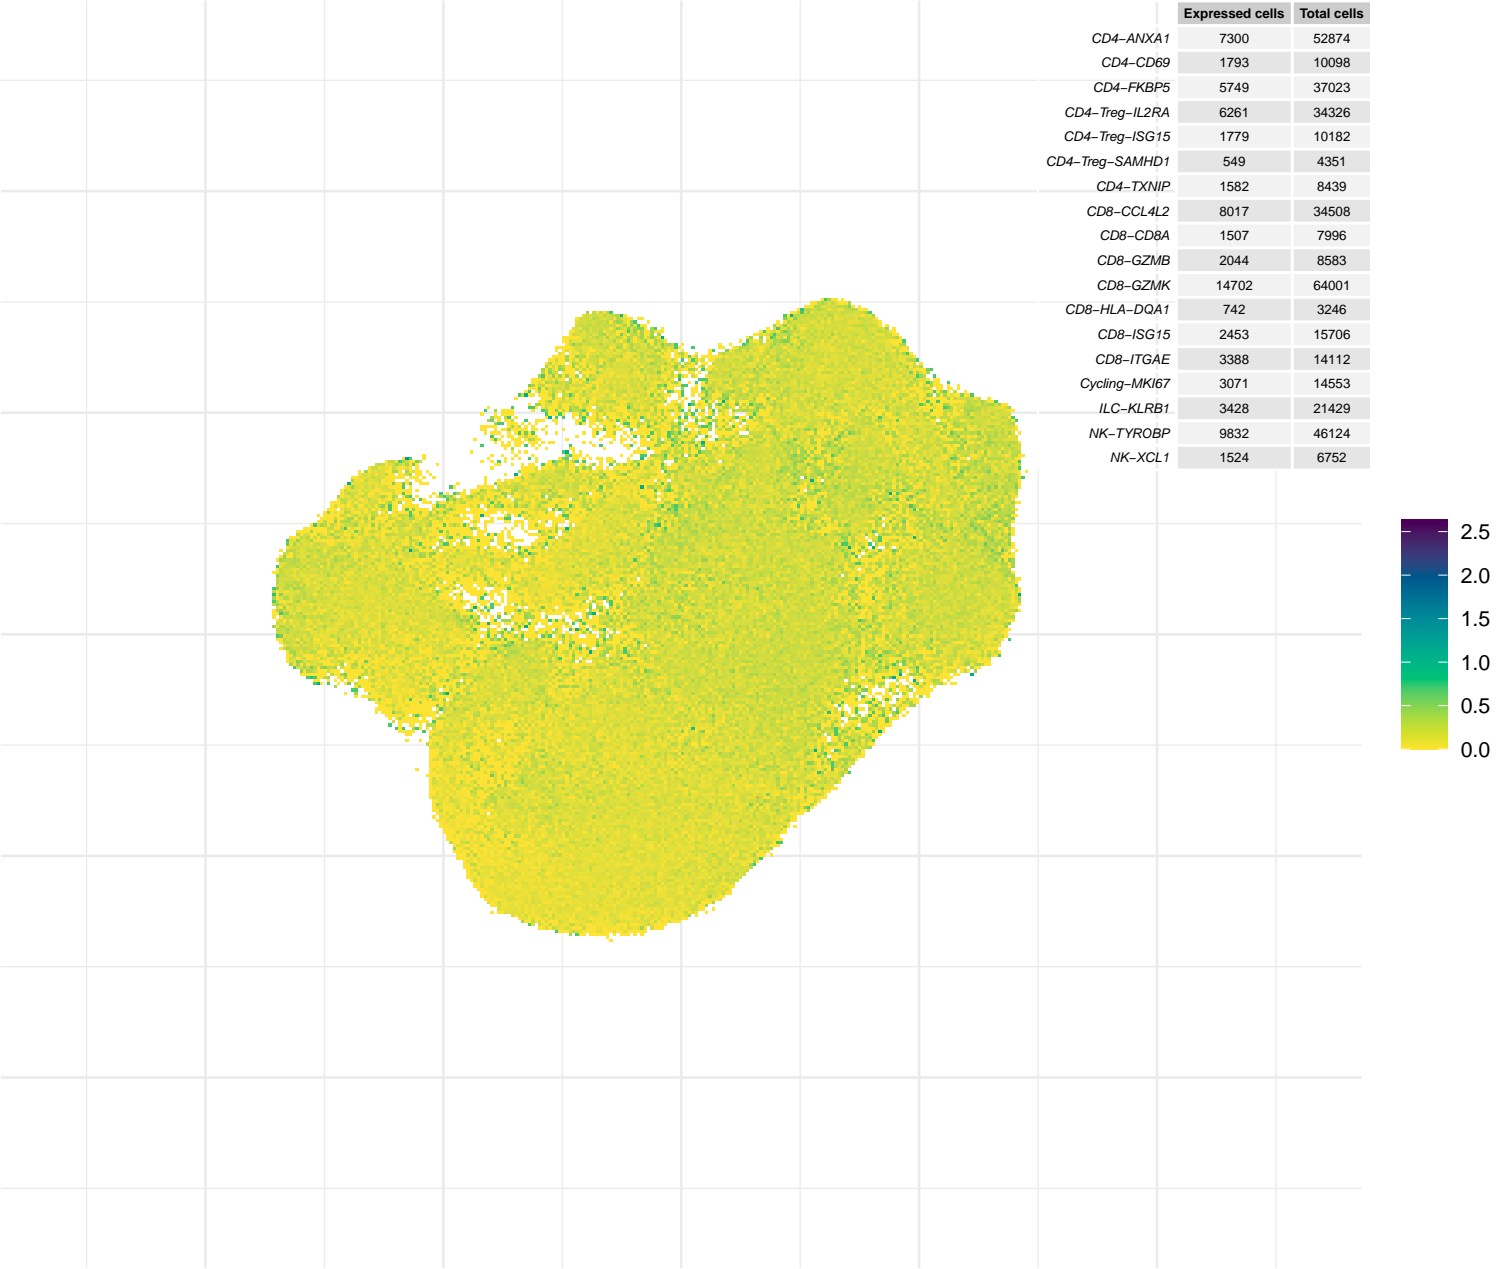 Expressed cells Total cells
CD4−ANXA1 7300 52874
CD4−CD69 1793 10098
CD4−FKBP5 5749 37023
CD4−Treg−IL2RA 6261 34326
CD4−Treg−ISG15 1779 10182
CD4−Treg−SAMHD1 549 4351
CD4−TXNIP 1582 8439
CD8−CCL4L2 8017 34508
CD8−CD8A 1507 7996
CD8−GZMB 2044 8583
CD8−GZMK 14702 64001
CD8−HLA−DQA1 742 3246
CD8−ISG15 2453 15706
CD8−ITGAE 3388 14112
Cycling−MKI67 3071 14553
ILC−KLRB1 3428 21429
NK−TYROBP 9832 46124
NK−XCL1 1524 6752
2.5
2.0
1.5
1.0
0.5
0.0